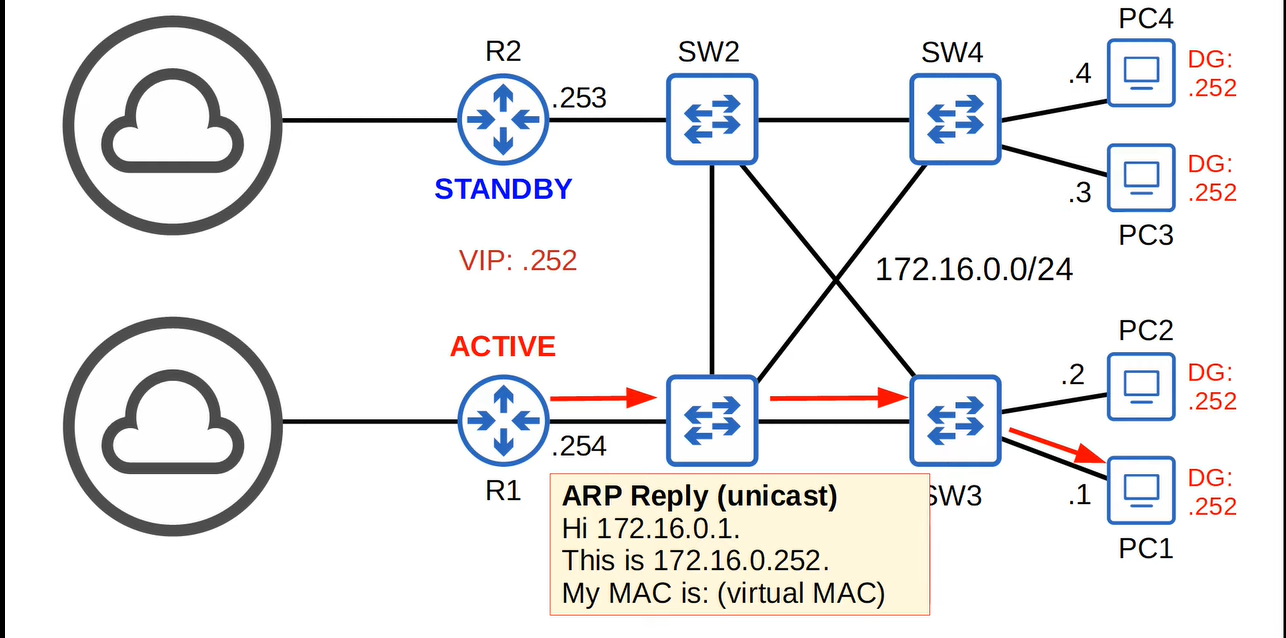 PC4
R2
SW2
SW4
.4
DG:
.252
.253
STANDBY
DG:
.252
.3
PC3
VIP: .252
172.16.0.0/24
PC2
ACTIVE
.2
DG:
.252
.254
R1
SW3
.1
DG:
.252
PC1
ARP Reply (unicast)
Hi 172.16.0.1.
This is 172.16.0.252.
My MAC is: (virtual MAC)